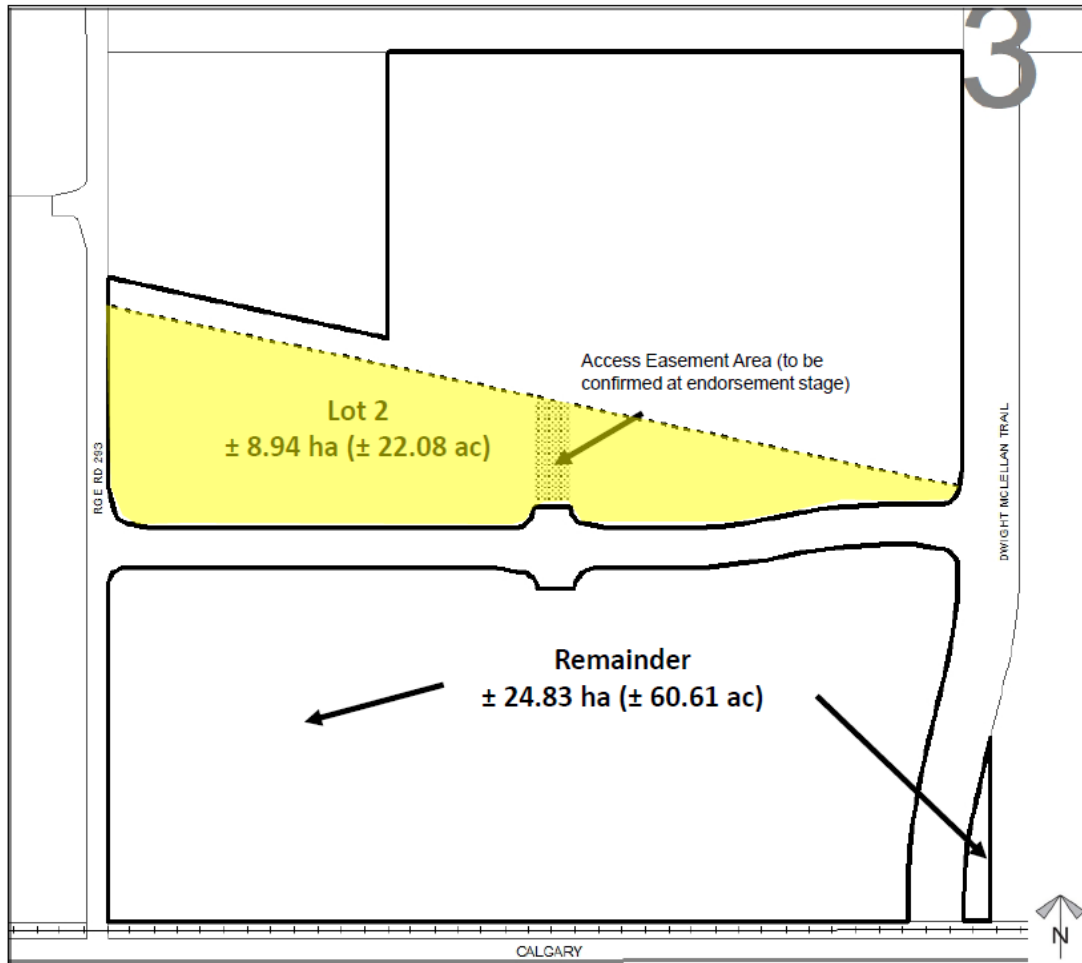 3
Access Easement Area (to be
confirmed at endorsement stage)
Lot 2
± 8.94 ha (± 22.08 ac)
RGE RD 293
DWIGHT MCLELLAN TRAIL
Remainder
± 24.83 ha (± 60.61 ac)
N
CALGARY